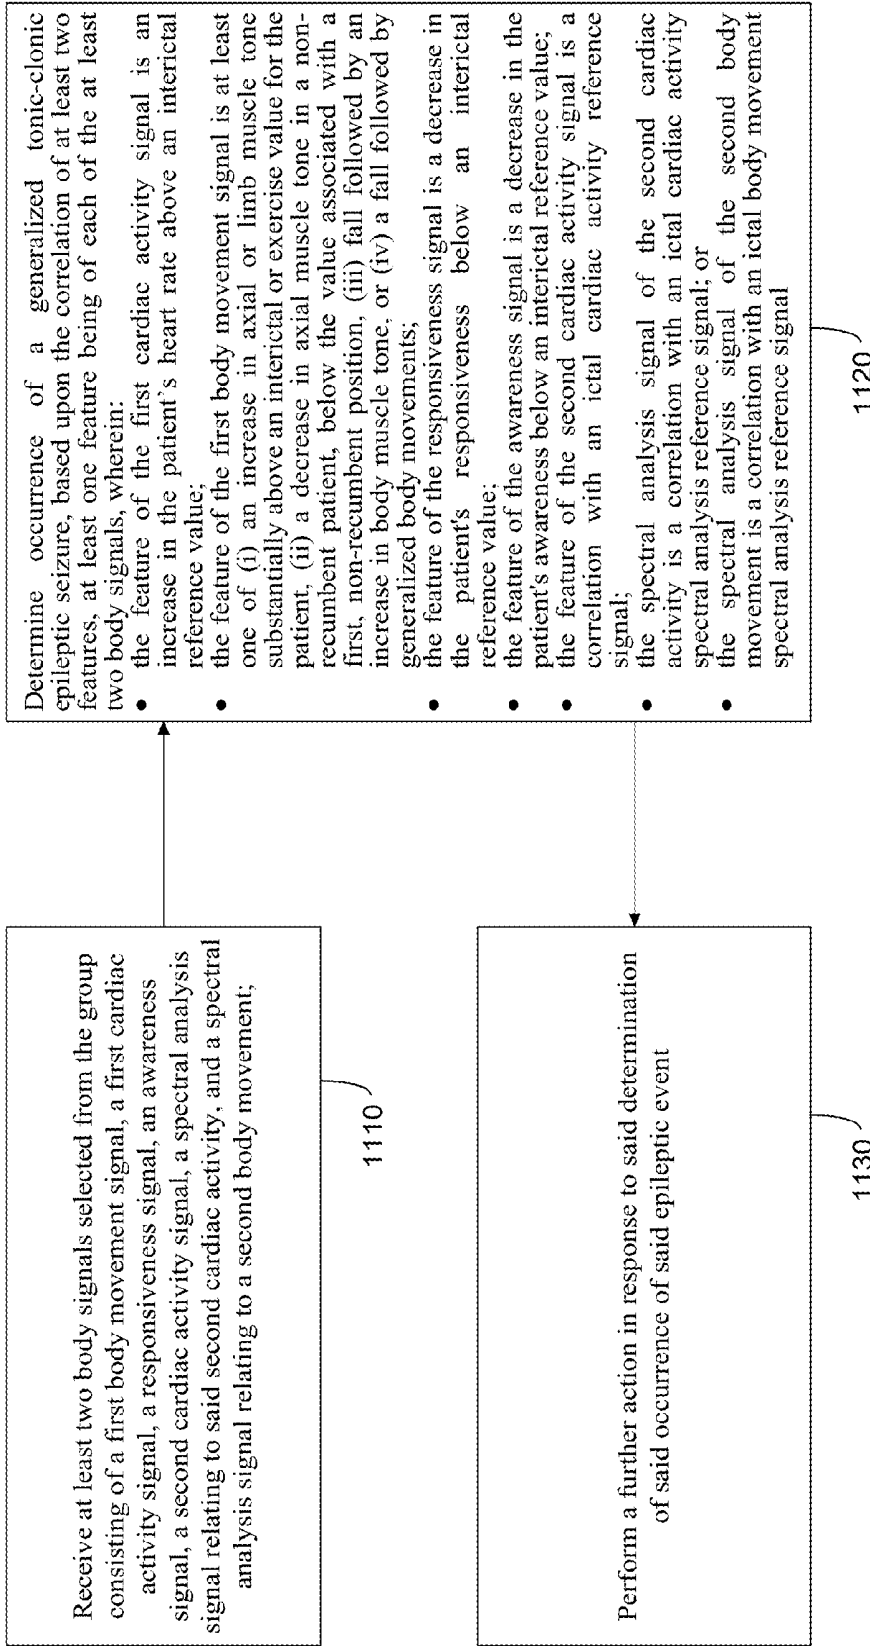 Receive at least two body signals selected from the group
consisting of a first body movement signal, a first cardiac
activity signal, a responsiveness signal, an awareness
signal, a second cardiac activity signal, a spectral analysis
signal relating to said second cardiac activity, and a spectral
analysis signal relating to a second body movement;
1110
Determine occurrence of a generalized tonic-clonic
epileptic seizure, based upon the correlation of at least two
features, at least one feature being of each of the at least
two body signals, wherein:
• the feature of the first cardiac activity signal is an
increase in the patient's heart rate above an interictal
reference value;
• the feature of the first body movement signal is at least
one of (i) an increase in axial or limb muscle tone
substantially above an interictal or exercise value for the
patient, (ii) a decrease in axial muscle tone in a non-
recumbent patient, below the value associated with a
first, non-recumbent position, (iii) fall followed by an
increase in body muscle tone, or (iv) a fall followed by
generalized body movements;
• the feature of the responsiveness signal is a decrease in
the patient's responsiveness below an interictal
reference value;
• the feature of the awareness signal is a decrease in the
patient's awareness below an interictal reference value;
• the feature of the second cardiac activity signal is a
correlation with an ictal cardiac activity reference
signal;
• the spectral analysis signal of the second cardiac
activity is a correlation with an ictal cardiac activity
spectral analysis reference signal; or
• the spectral analysis signal of the second body
movement is a correlation with an ictal body movement
spectral analysis reference signal
1120
Perform a further action in response to said determination
of said occurrence of said epileptic event
1130